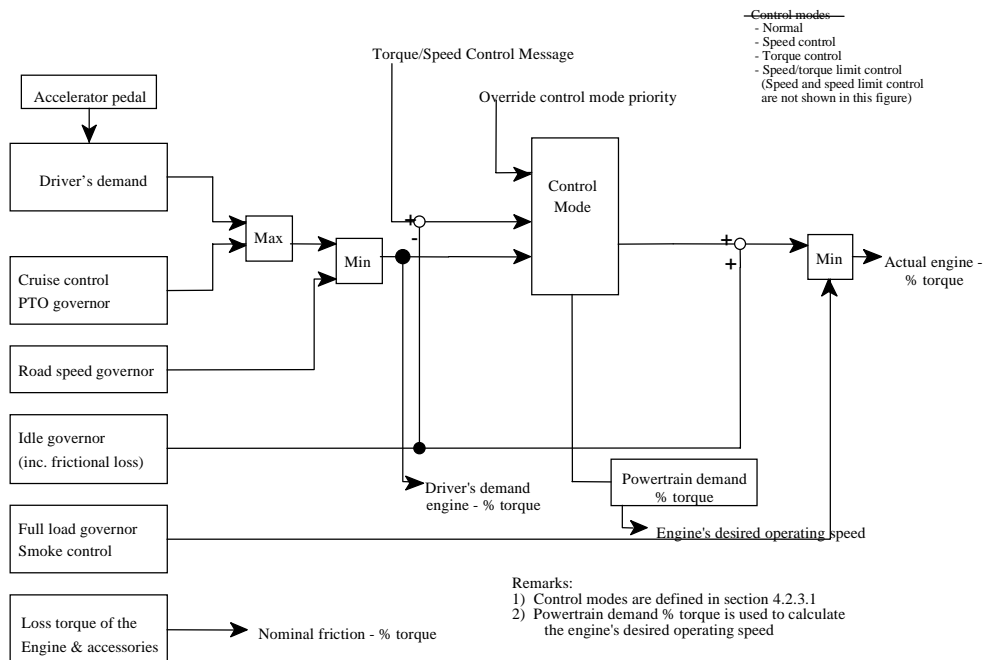 Control modes
- Normal
- Speed control
- Torque control
- Speed/torque limit control
(Speed and speed limit control
are not shown in this figure)
Torque/Speed Control Message
Override control mode priority
Accelerator pedal
Driver’s demand
Control
Mode
+
-
Max
Min
+
+
Min
Actual engine -
% torque
Cruise control
PTO governor
Road speed governor
Idle governor
(inc. frictional loss)
Driver's demand
engine - % torque
Powertrain demand
% torque
Engine's desired operating speed
Full load governor
Smoke control
Loss torque of the
Engine & accessories
Nominal friction - % torque
Remarks:
1) Control modes are defined in section 4.2.3.1
2) Powertrain demand % torque is used to calculate
the engine's desired operating speed